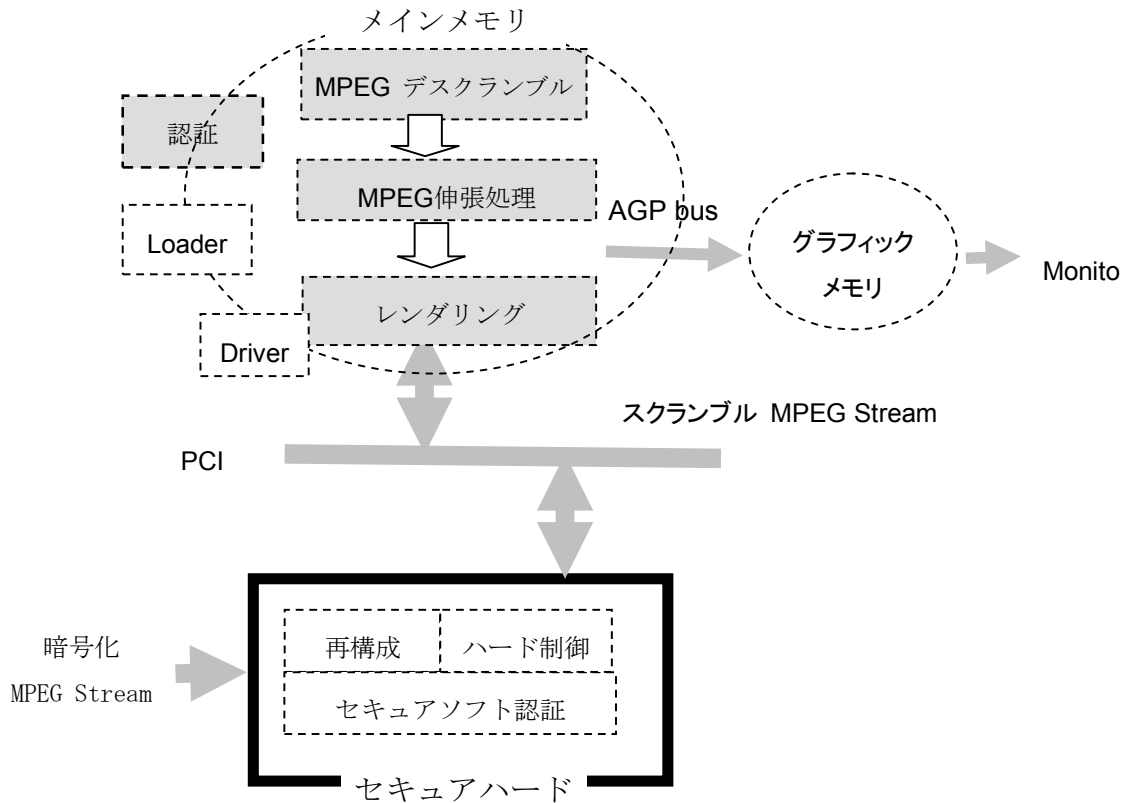 メインメモリ
MPEG デスクランブル
認証
MPEG伸張処理
Loader
AGP bus
グラフィック
メモリ
Monito
レンダリング
Driver
スクランブル MPEG Stream
PCI
暗号化
MPEG Stream
再構成
ハード制御
セキュアソフト認証
セキュアハード